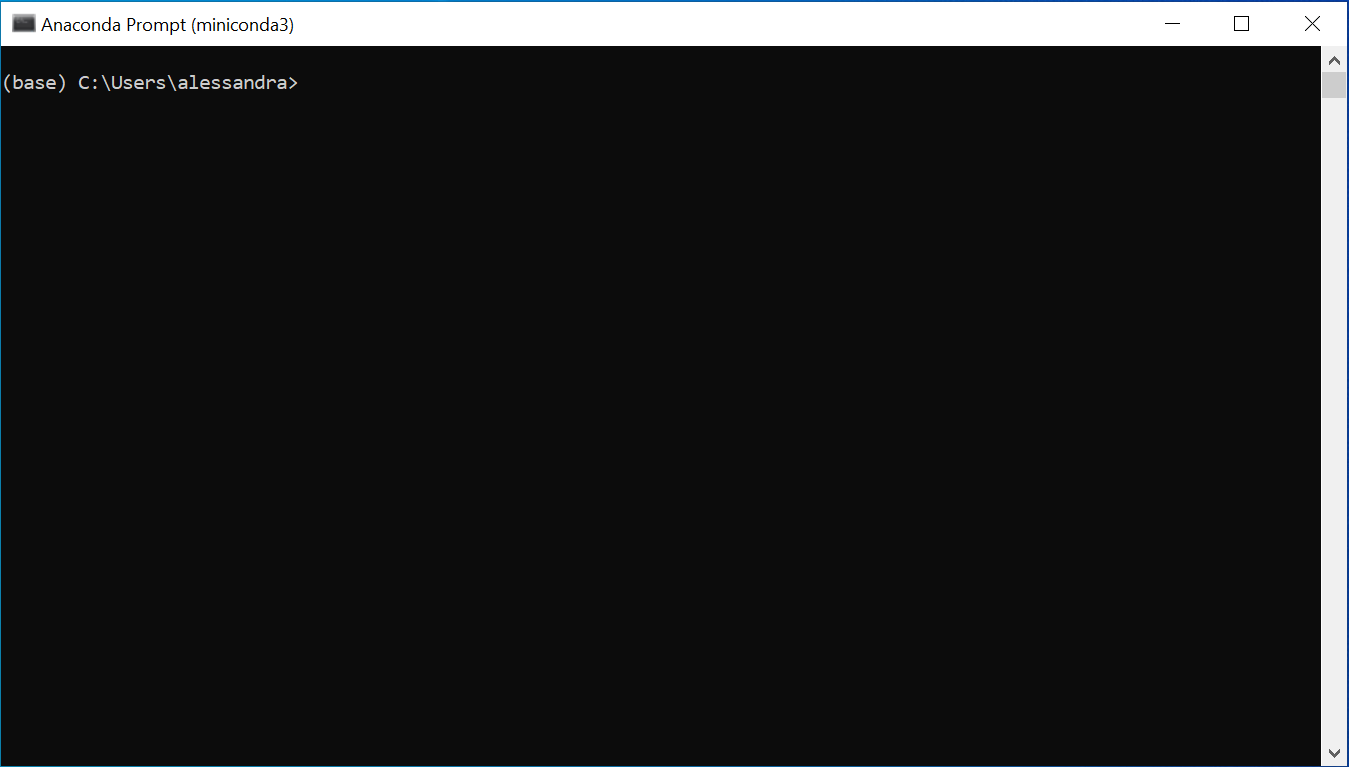 Anaconda Prompt (miniconda3)
(base) C:\Users\alessandra>